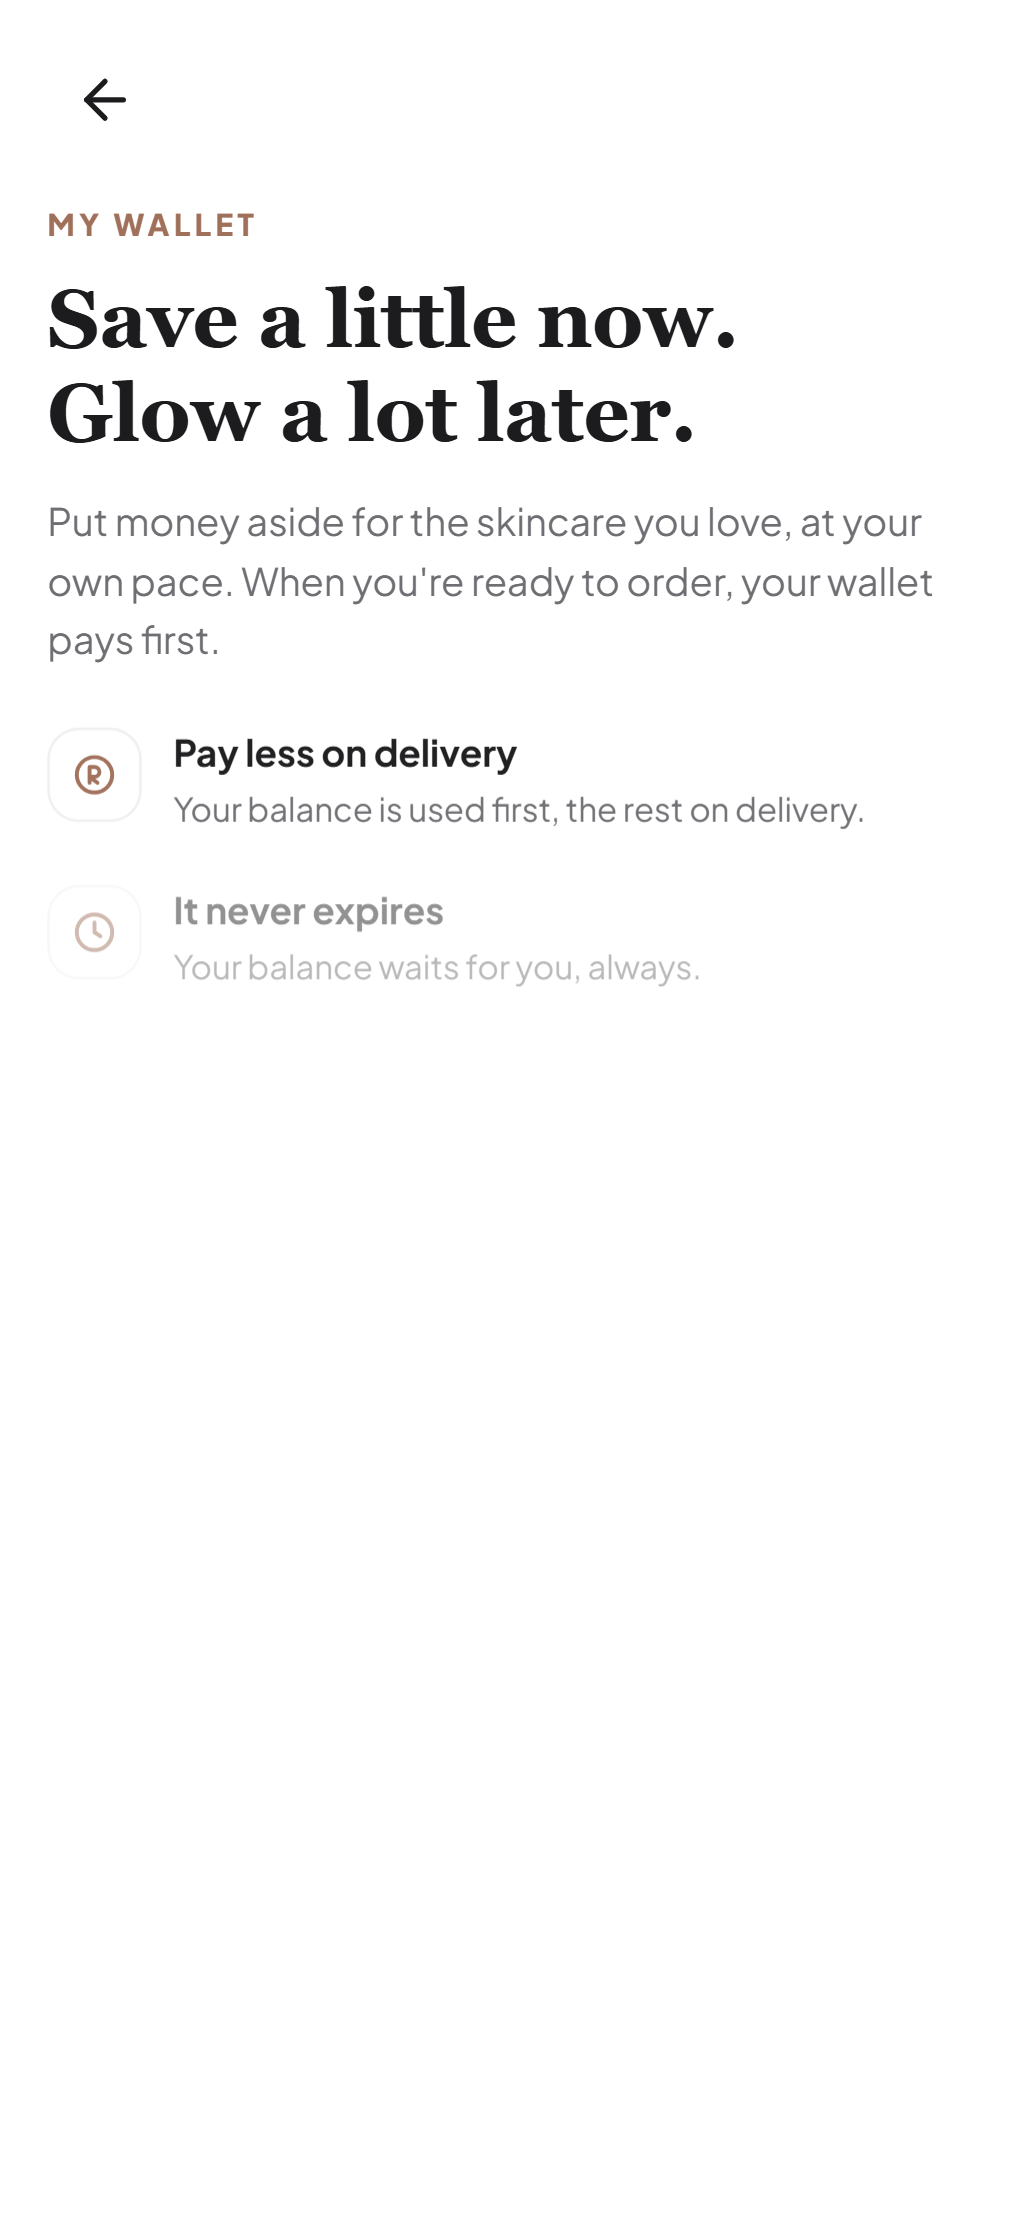 MY WALLET
Save a little now.
Glow a lot later.
Put money aside for the skincare you love, at your
own pace. When you're ready to order, your wallet
pays first.
R
Pay less on delivery
Your balance is used first, the rest on delivery.
It never expires
Your balance waits for you, always.